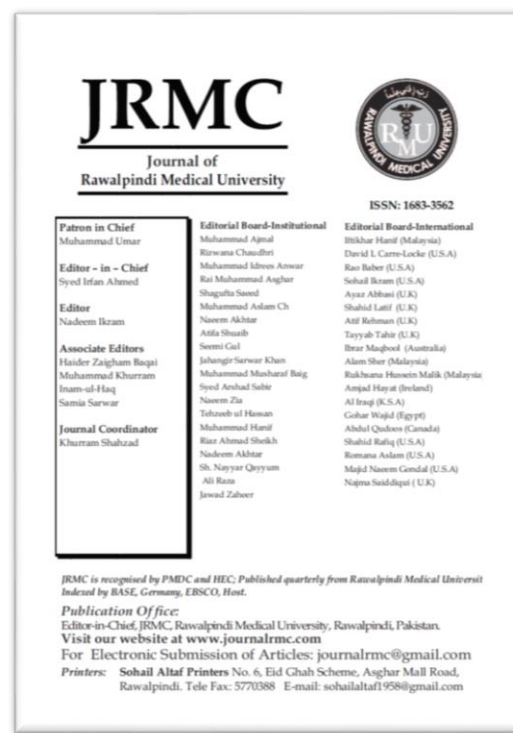 JRMC
Journal of
Rawalpindi Medical University
RAWALPINDI MEDICAL UNIVERSITY
RMU
ISSN: 1683-3562
Patron in Chief
Muhammad Umar
Editor – in – Chief
Syed Irfan Ahmed
Editor
Nadeem Ikram
Associate Editors
Haider Zaigham Baqai
Muhammad Khurram
Inam-ul-Haq
Samia Sarwar
Journal Coordinator
Khurram Shahzad
Editorial Board-Institutional
Muhammad Ajmal
Rizwana Chaudhri
Muhammad Idrees Anwar
Rai Muhammad Asghar
Shagufta Saeed
Muhammad Aslam Ch
Naeem Akhtar
Atifa Shuaib
Seemi Gul
Jahangir Sarwar Khan
Muhammad Musharaf Baig
Syed Arshad Sabir
Naeem Zia
Tehzeeb ul Hassan
Muhammad Hanif
Riaz Ahmad Sheikh
Nadeem Akhtar
Sh. Nayyar Qayyum
Ali Raza
Jawad Zaheer
Editorial Board-International
Iftikhar Hanif (Malaysia)
David L Carre-Locke (U.S.A)
Rao Baber (U.S.A)
Sohail Ikram (U.S.A)
Ayaz Abbasi (U.K)
Shahid Latif (U.K)
Atif Rehman (U.K)
Tayyab Tahir (U.K)
Ibrar Maqbool (Australia)
Alam Sher (Malaysia)
Rukhsana Hussein Malik (Malaysia
Amjad Hayat (Ireland)
Al Iraqi (K.S.A)
Gohar Wajid (Egypt)
Abdul Qudoos (Canada)
Shahid Rafiq (U.S.A)
Romana Aslam (U.S.A)
Majid Naeem Gondal (U.S.A)
Najma Saiddiqui ( U.K)
JRMC is recognised by PMDC and HEC; Published quarterly from Rawalpindi Medical Universit
Indexed by BASE, Germany, EBSCO, Host.
Publication Office:
Editor-in-Chief, JRMC, Rawalpindi Medical University, Rawalpindi, Pakistan.
Visit our website at www.journalrmc.com
For Electronic Submission of Articles: journalrmc@gmail.com
Printers: Sohail Altaf Printers No. 6, Eid Ghah Scheme, Asghar Mall Road,
Rawalpindi. Tele Fax: 5770388 E-mail: sohailaltaf1958@gmail.com